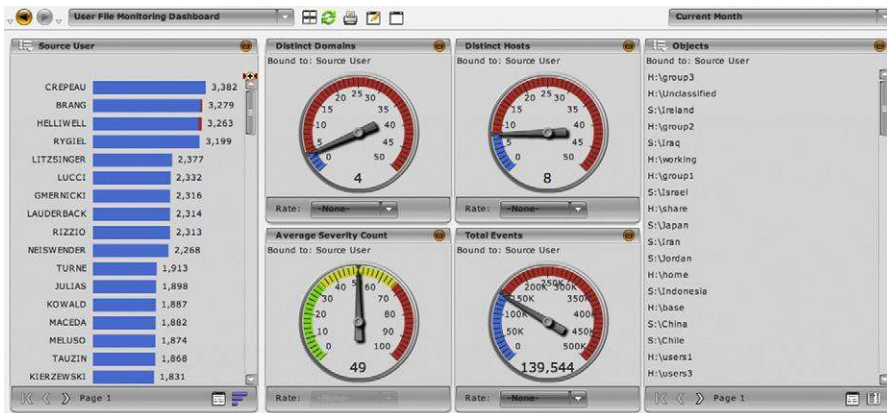 User File Monitoring Dashboard
Current Month
Source User
CREPEAU 3,382
BRANG 3,279
HELLIWELL 3,263
RYGIEL 3,199
LITZSINGER 2,377
LUCCI 2,332
GMERNICKI 2,316
LAUDERBACK 2,314
RIZZIO 2,313
NEISWENDER 2,268
TURNE 1,913
JULIAS 1,898
KOWALD 1,887
MACEDA 1,882
MELUSO 1,874
TAUZIN 1,868
KIERZEWSKI 1,831
Page 1
Distinct Domains
Bound to: Source User
0 5 10 15 20 25 30 35 40 45 50
4
Rate: -None-
Distinct Hosts
Bound to: Source User
0 5 10 15 20 25 30 35 40 45 50
8
Rate: -None-
Average Severity Count
Bound to: Source User
0 10 20 30 40 50 60 70 80 90 100
49
Rate: -None-
Total Events
Bound to: Source User
0 50K 100K 150K 200K 250K 300K 350K 400K 450K 500K
139,544
Rate: -None-
Objects
Bound to: Source User
H:\group3
H:\Unclassified
S:\Ireland
H:\group2
S:\Iraq
H:\working
H:\group1
S:\Israel
H:\share
S:\Japan
S:\Iran
S:\Jordan
H:\home
S:\Indonesia
H:\base
S:\China
S:\Chile
H:\users1
H:\users3
Page 1